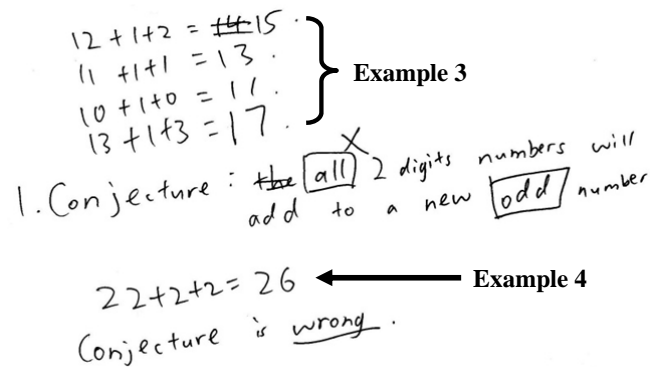 12 + 1+2 = 14 15.
11 +1+1 = 13.
10 + 1+0 = 11.
13 + 1+3 = 17.
Example 3
X
1. Conjecture : the all 2 digits numbers will
add to a new odd number
22+2+2= 26
Example 4
Conjecture is wrong.